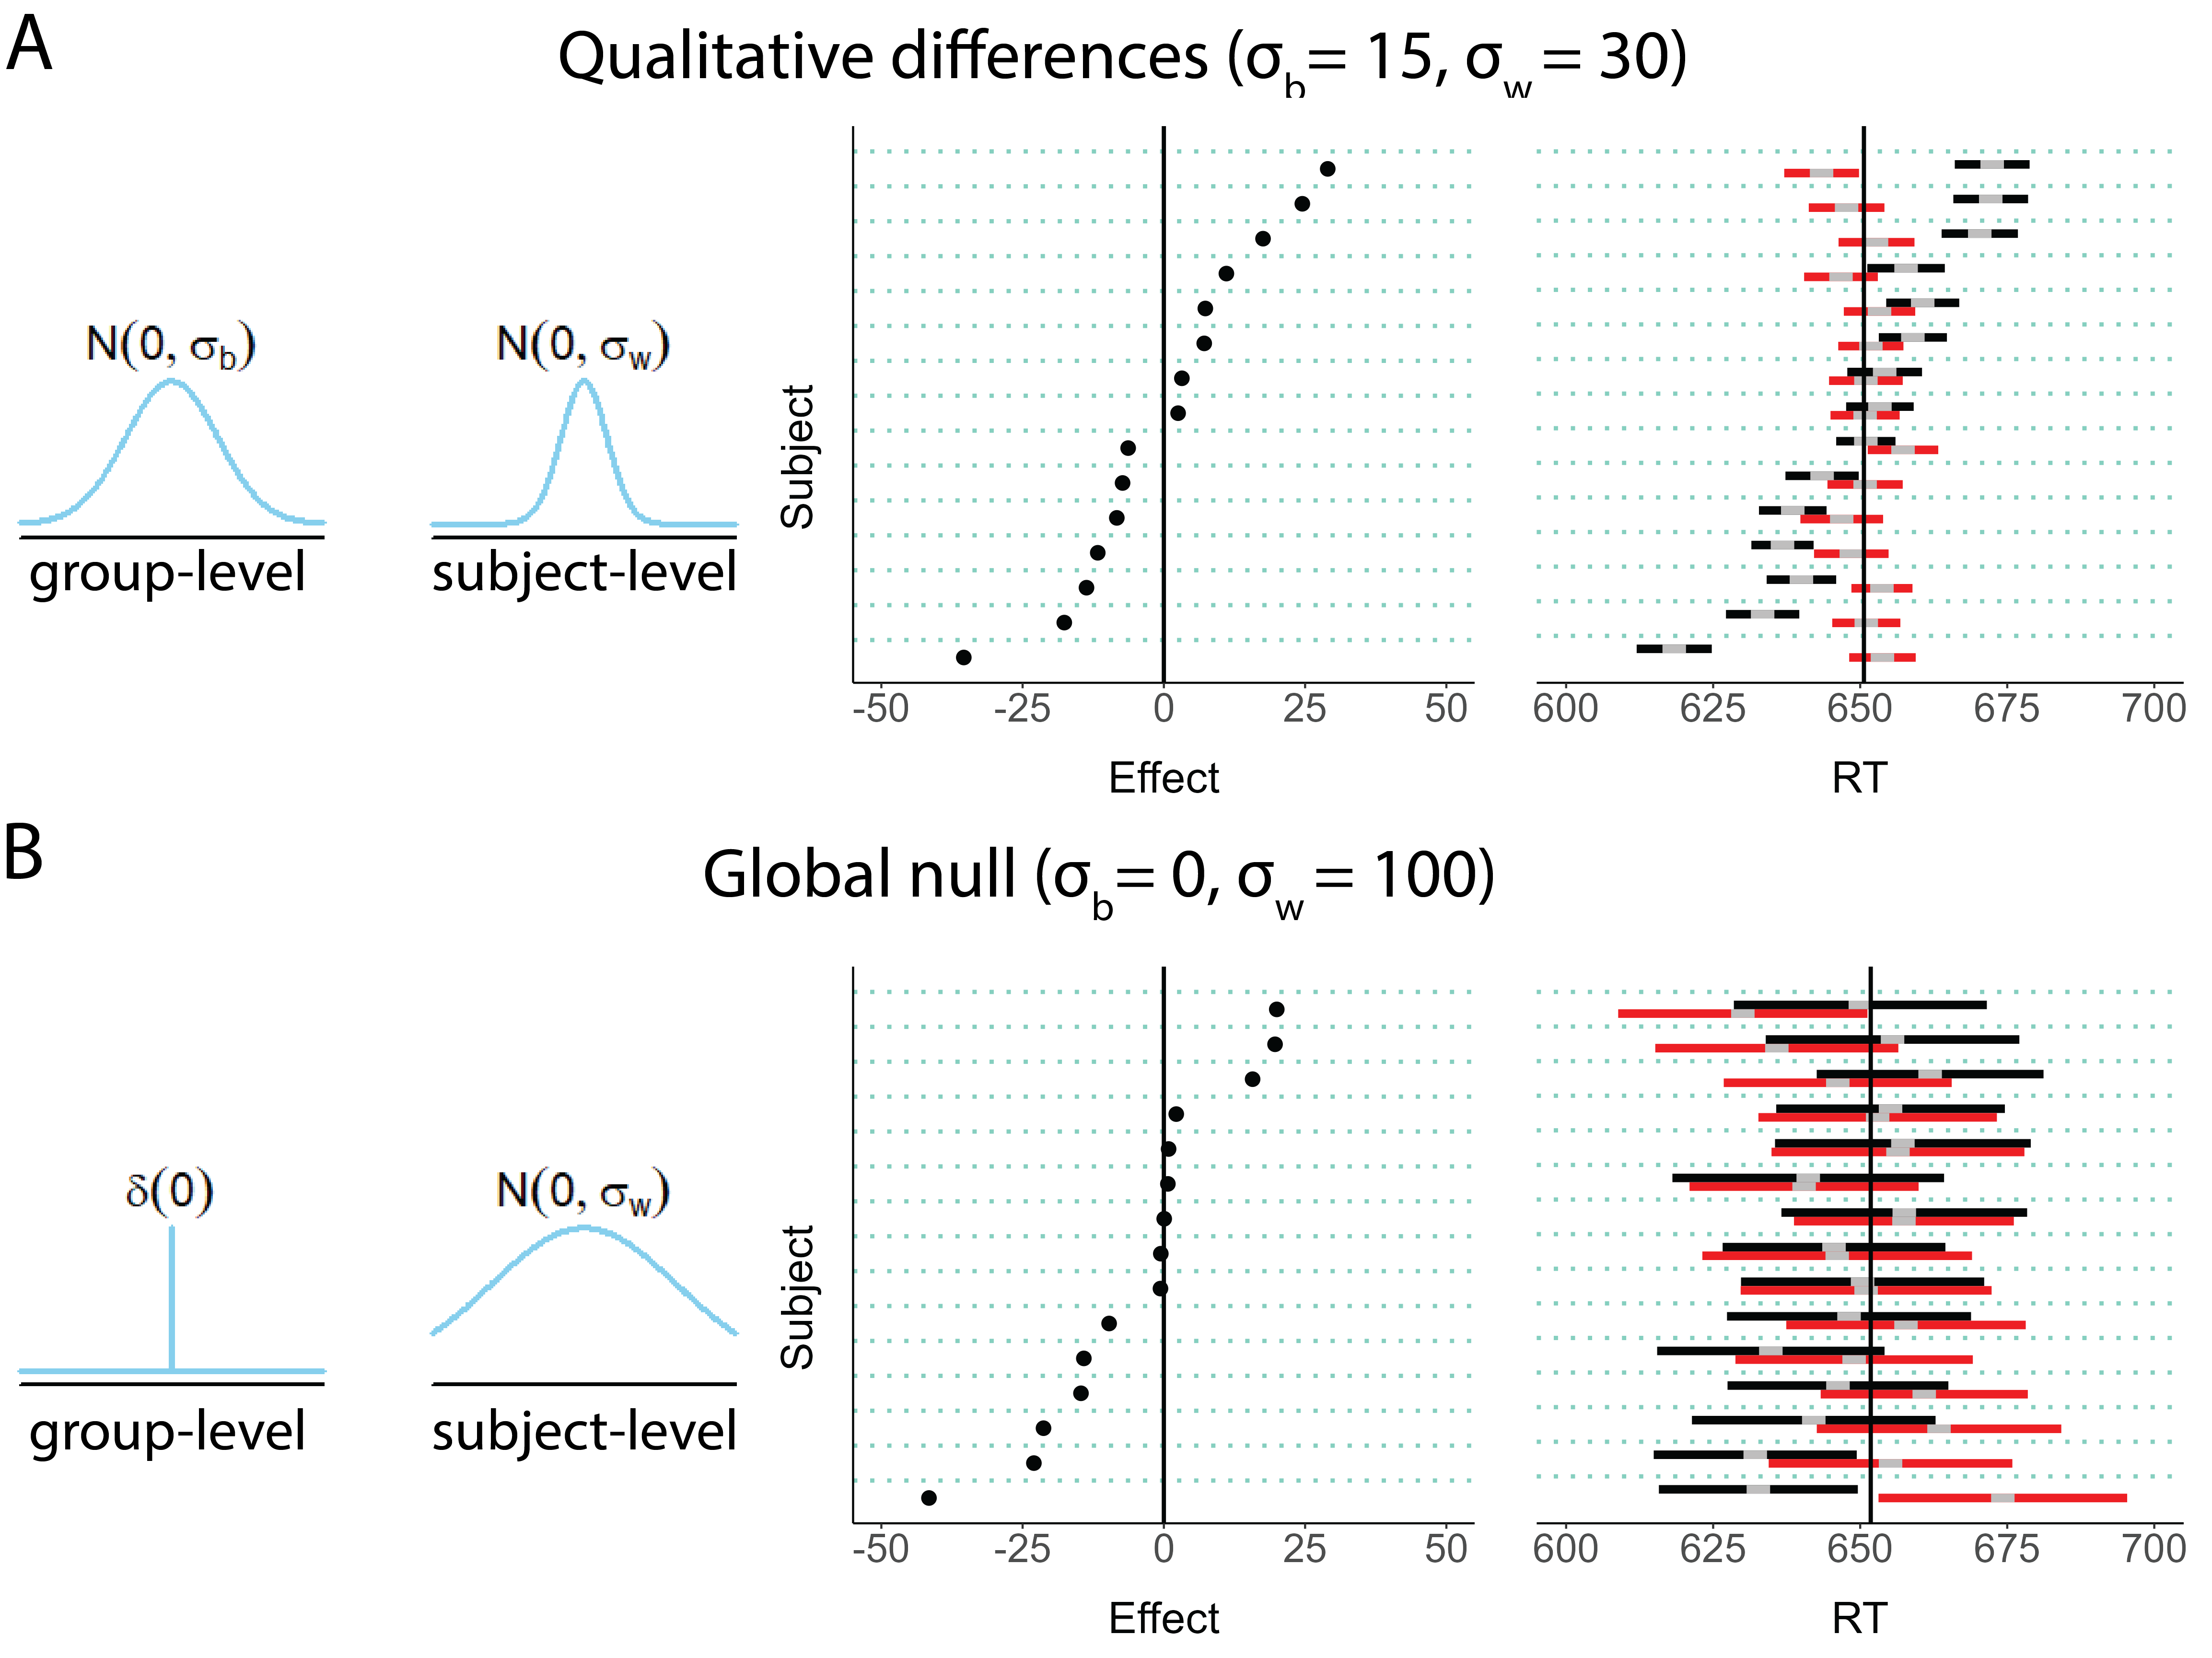 A
Qualitative differences (σb= 15, σw = 30)
N(0, σb)
N(0, σw)
group-level
subject-level
Subject
-50 -25 0 25 50
Effect
600 625 650 675 700
RT
B
Global null (σb= 0, σw = 100)
δ(0)
N(0, σw)
group-level
subject-level
Subject
-50 -25 0 25 50
Effect
600 625 650 675 700
RT